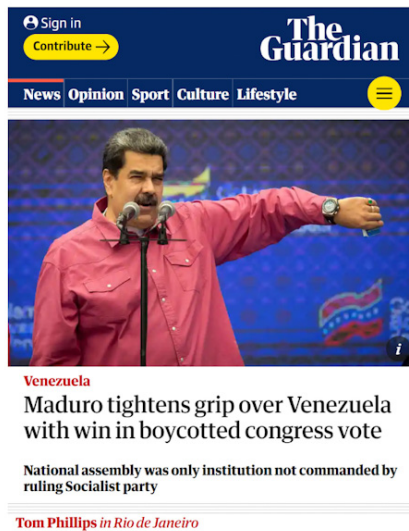 Sign in
Contribute →
The
Guardian
News Opinion Sport Culture Lifestyle
i
Venezuela
Maduro tightens grip over Venezuela
with win in boycotted congress vote
National assembly was only institution not commanded by
ruling Socialist party
Tom Phillips in Rio de Janeiro